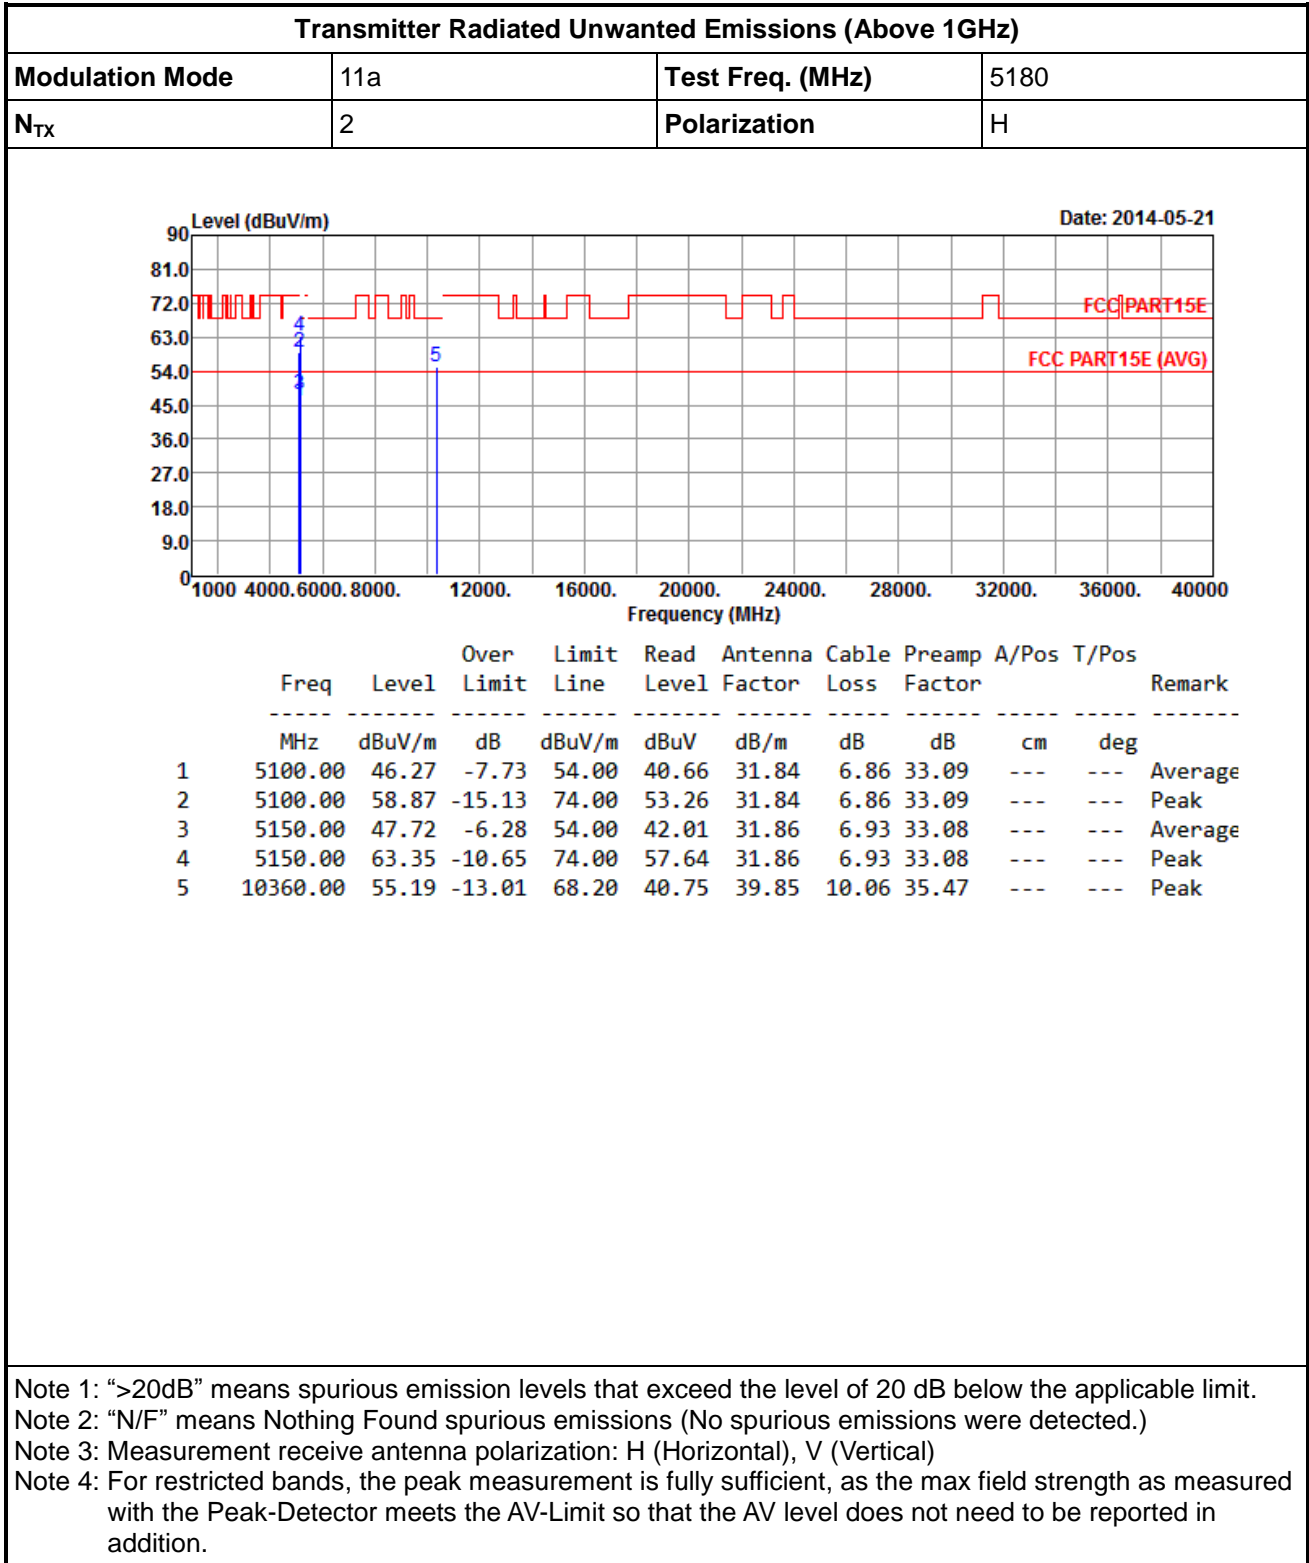 Transmitter Radiated Unwanted Emissions (Above 1GHz)
Modulation Mode 11a Test Freq. (MHz) 5180
NTX 2 Polarization H
Level (dBuV/m) Date: 2014-05-21
90
81.0
72.0
FCC PART15E
4
63.0
2
5
54.0
FCC PART15E (AVG)
3
45.0
36.0
27.0
18.0
9.0
0
1000 4000. 6000. 8000. 12000. 16000. 20000. 24000. 28000. 32000. 36000. 40000
Frequency (MHz)
Over Limit Read Antenna Cable Preamp A/Pos T/Pos
Freq Level Limit Line Level Factor Loss Factor Remark
----- ------- ------ ------ ------- ------ ----- ------ ----- ----- -------
MHz dBuV/m dB dBuV/m dBuV dB/m dB dB cm deg
1 5100.00 46.27 -7.73 54.00 40.66 31.84 6.86 33.09 --- --- Average
2 5100.00 58.87 -15.13 74.00 53.26 31.84 6.86 33.09 --- --- Peak
3 5150.00 47.72 -6.28 54.00 42.01 31.86 6.93 33.08 --- --- Average
4 5150.00 63.35 -10.65 74.00 57.64 31.86 6.93 33.08 --- --- Peak
5 10360.00 55.19 -13.01 68.20 40.75 39.85 10.06 35.47 --- --- Peak
Note 1: “>20dB” means spurious emission levels that exceed the level of 20 dB below the applicable limit.
Note 2: “N/F” means Nothing Found spurious emissions (No spurious emissions were detected.)
Note 3: Measurement receive antenna polarization: H (Horizontal), V (Vertical)
Note 4: For restricted bands, the peak measurement is fully sufficient, as the max field strength as measured
with the Peak-Detector meets the AV-Limit so that the AV level does not need to be reported in
addition.